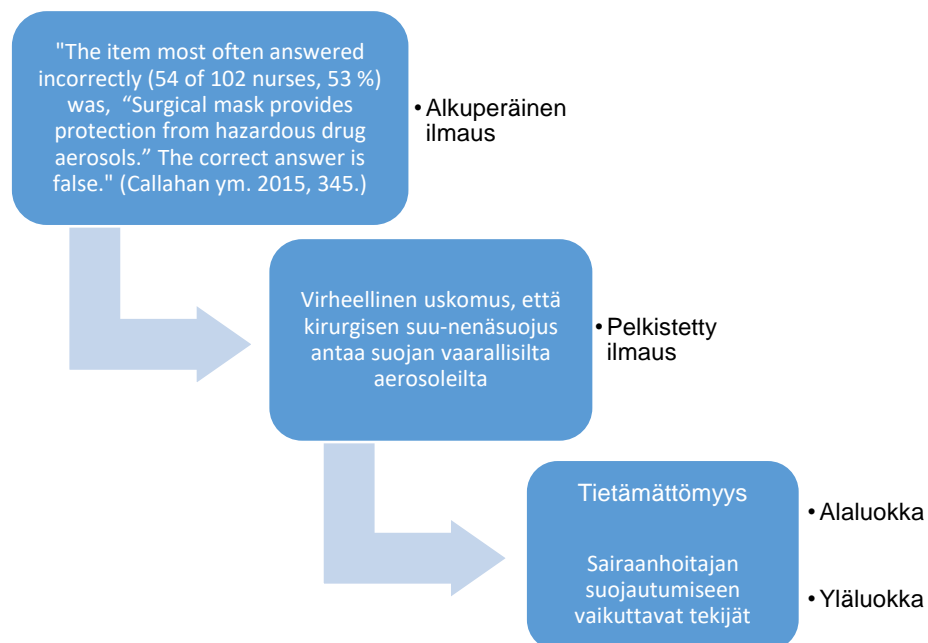 "The item most often answered
incorrectly (54 of 102 nurses, 53 %)
was,  “Surgical mask provides
protection from hazardous drug
aerosols.” The correct answer is
false." (Callahan ym. 2015, 345.)
• Alkuperäinen
ilmaus
Virheellinen uskomus, että
kirurgisen suu-nenäsuojus
antaa suojan vaarallisilta
aerosoleilta
• Pelkistetty
ilmaus
Tietämättömyys
• Alaluokka
Sairaanhoitajan
suojautumiseen
vaikuttavat tekijät
• Yläluokka